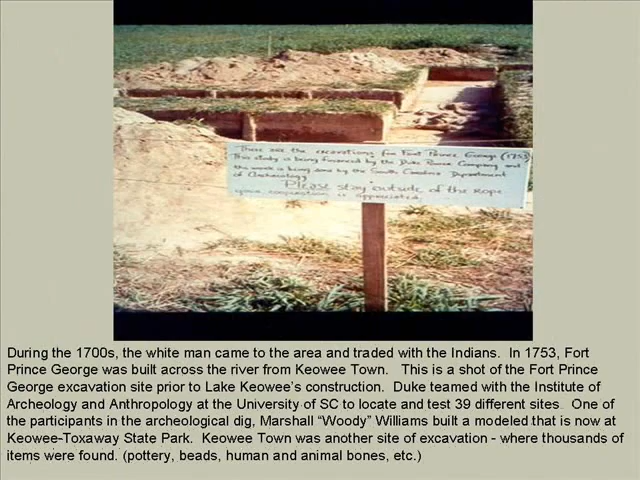 These are the excavations for Fort Prince George (1753)
This study is being financed by the Duke Power Company and
this work is being done by the South Carolina Department
of Archeology
Please stay outside of the rope
your cooperation is appreciated.
During the 1700s, the white man came to the area and traded with the Indians. In 1753, Fort
Prince George was built across the river from Keowee Town. This is a shot of the Fort Prince
George excavation site prior to Lake Keowee's construction. Duke teamed with the Institute of
Archeology and Anthropology at the University of SC to locate and test 39 different sites. One of
the participants in the archeological dig, Marshall “Woody” Williams built a modeled that is now at
Keowee-Toxaway State Park. Keowee Town was another site of excavation - where thousands of
items were found. (pottery, beads, human and animal bones, etc.)